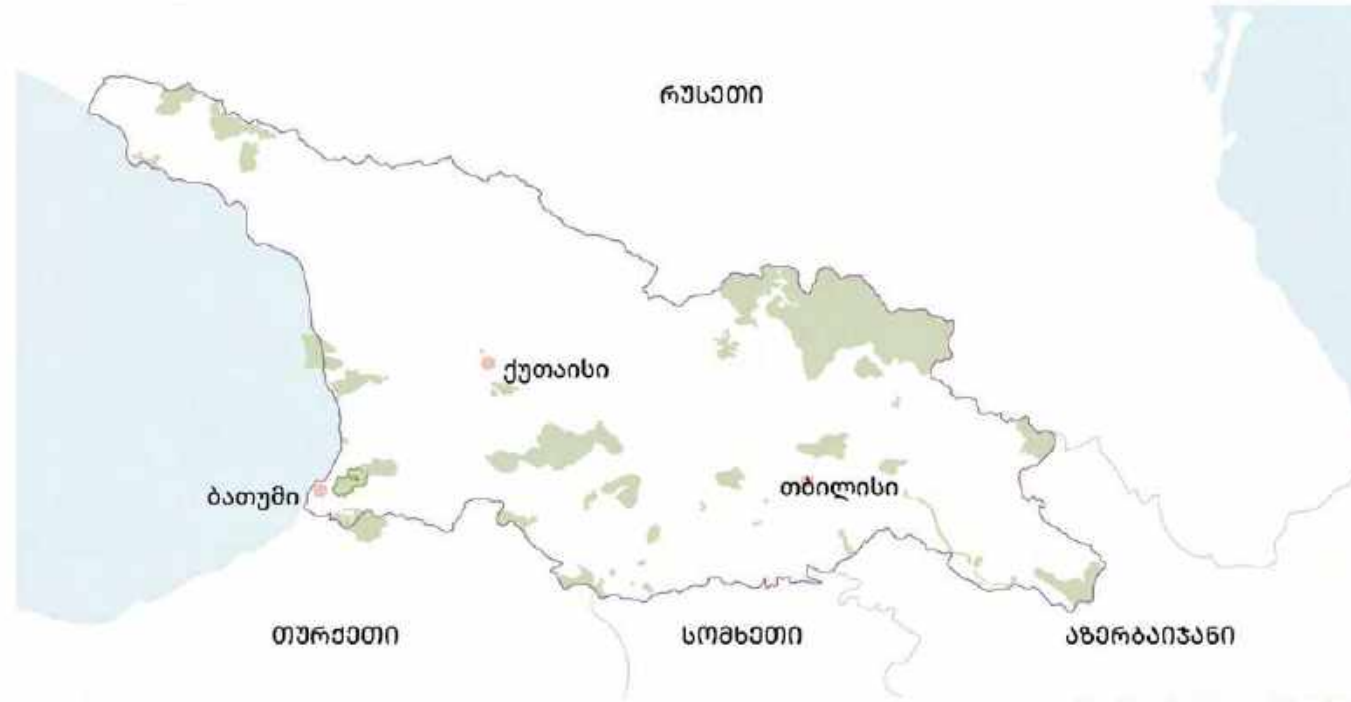 რუსეთი
ქუთაისი
ბათუმი
თბილისი
თურქეთი
სომხეთი
აზერბაიჯანი